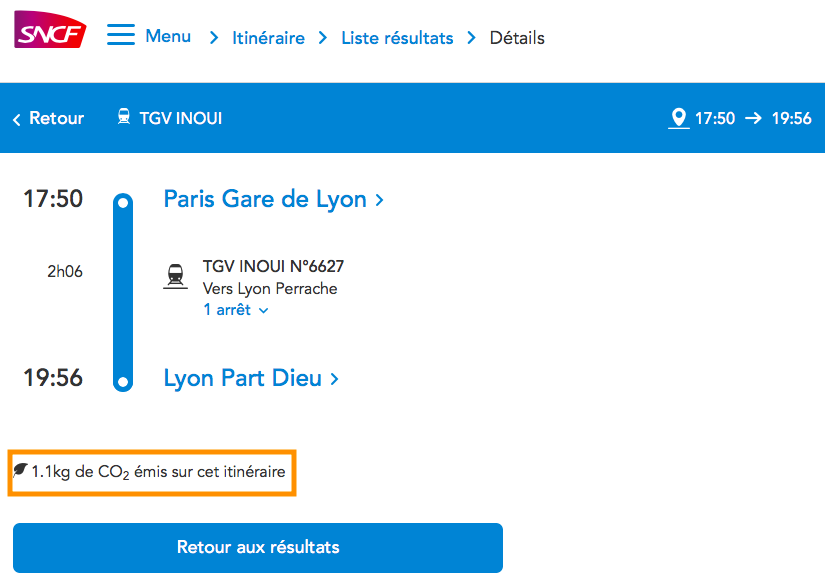 SNCF Menu Itinéraire Liste résultats Détails
Retour TGV INOUI 17:50 → 19:56
17:50 Paris Gare de Lyon
2h06 TGV INOUI N°6627
Vers Lyon Perrache
1 arrêt
19:56 Lyon Part Dieu
1.1kg de CO₂ émis sur cet itinéraire
Retour aux résultats